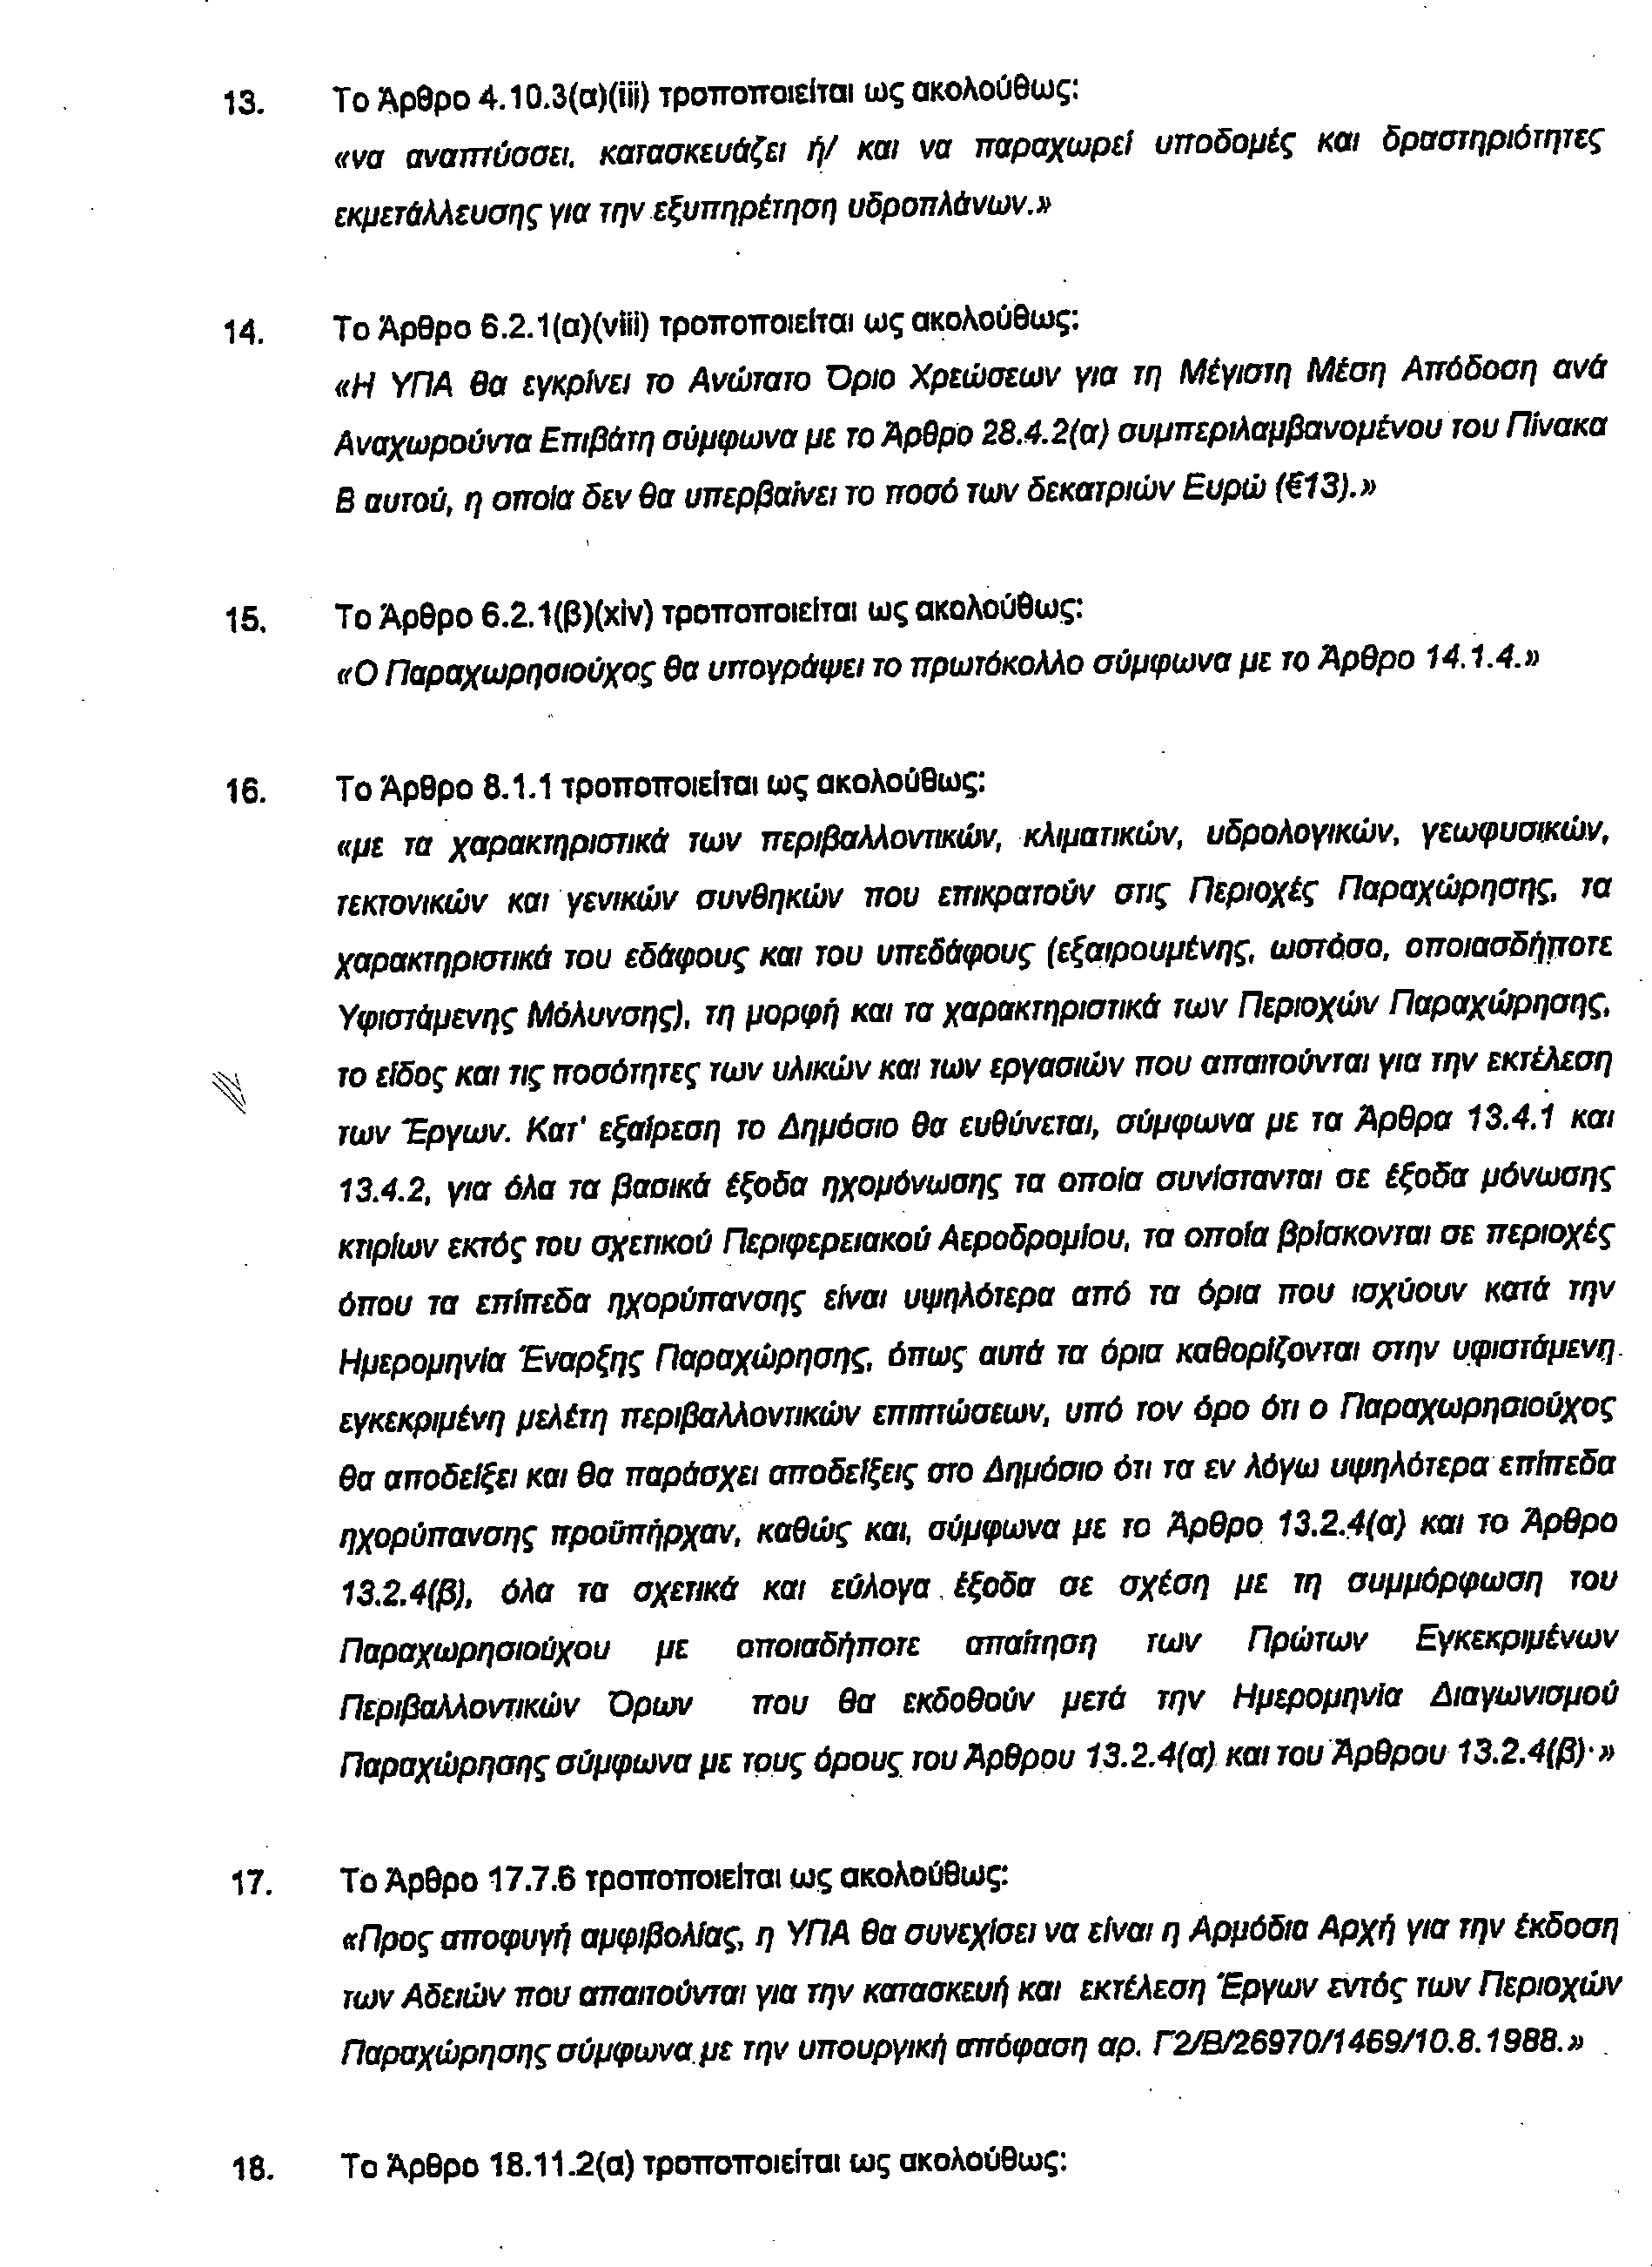 13. Το Άρθρο 4.10.3(α)(iii) τροποποιείται ως ακολούθως:
«να αναπτύσσει, κατασκευάζει ή/ και να παραχωρεί υποδομές και δραστηριότητες
εκμετάλλευσης για την εξυπηρέτηση υδροπλάνων.»
14. Το Άρθρο 6.2.1(α)(viii) τροποποιείται ως ακολούθως:
«Η ΥΠΑ θα εγκρίνει το Ανώτατο Όριο Χρεώσεων για τη Μέγιστη Μέση Απόδοση ανά
Αναχωρούντα Επιβάτη σύμφωνα με το Άρθρο 28.4.2(α) συμπεριλαμβανομένου του Πίνακα
Β αυτού, η οποία δεν θα υπερβαίνει το ποσό των δεκατριών Ευρώ (€13).»
15. Το Άρθρο 6.2.1(β)(xiv) τροποποιείται ως ακολούθως:
«Ο Παραχωρησιούχος θα υπογράψει το πρωτόκολλο σύμφωνα με το Άρθρο 14.1.4.»
16. Το Άρθρο 8.1.1 τροποποιείται ως ακολούθως:
«με τα χαρακτηριστικά των περιβαλλοντικών, κλιματικών, υδρολογικών, γεωφυσικών,
τεκτονικών και γενικών συνθηκών που επικρατούν στις Περιοχές Παραχώρησης, τα
χαρακτηριστικά του εδάφους και του υπεδάφους (εξαιρουμένης, ωστόσο, οποιασδήποτε
Υφιστάμενης Μόλυνσης), τη μορφή και τα χαρακτηριστικά των Περιοχών Παραχώρησης,
το είδος και τις ποσότητες των υλικών και των εργασιών που απαιτούνται για την εκτέλεση
των Έργων. Κατ' εξαίρεση το Δημόσιο θα ευθύνεται, σύμφωνα με τα Άρθρα 13.4.1 και
13.4.2, για όλα τα βασικά έξοδα ηχομόνωσης τα οποία συνίστανται σε έξοδα μόνωσης
κτιρίων εκτός του σχετικού Περιφερειακού Αεροδρομίου, τα οποία βρίσκονται σε περιοχές
όπου τα επίπεδα ηχορύπανσης είναι υψηλότερα από τα όρια που ισχύουν κατά την
Ημερομηνία Έναρξης Παραχώρησης, όπως αυτά τα όρια καθορίζονται στην υφιστάμενη
εγκεκριμένη μελέτη περιβαλλοντικών επιπτώσεων, υπό τον όρο ότι ο Παραχωρησιούχος
θα αποδείξει και θα παράσχει αποδείξεις στο Δημόσιο ότι τα εν λόγω υψηλότερα επίπεδα
ηχορύπανσης προϋπήρχαν, καθώς και, σύμφωνα με το Άρθρο 13.2.4(α) και το Άρθρο
13.2.4(β), όλα τα σχετικά και εύλογα έξοδα σε σχέση με τη συμμόρφωση του
Παραχωρησιούχου με οποιαδήποτε απαίτηση των Πρώτων Εγκεκριμένων
Περιβαλλοντικών Όρων που θα εκδοθούν μετά την Ημερομηνία Διαγωνισμού
Παραχώρησης σύμφωνα με τους όρους του Άρθρου 13.2.4(α) και του Άρθρου 13.2.4(β)·»
17. Το Άρθρο 17.7.6 τροποποιείται ως ακολούθως:
«Προς αποφυγή αμφιβολίας, η ΥΠΑ θα συνεχίσει να είναι η Αρμόδια Αρχή για την έκδοση
των Αδειών που απαιτούνται για την κατασκευή και εκτέλεση Έργων εντός των Περιοχών
Παραχώρησης σύμφωνα με την υπουργική απόφαση αρ. Γ2/Β/26970/1469/10.8.1988.»
18. Το Άρθρο 18.11.2(α) τροποποιείται ως ακολούθως: